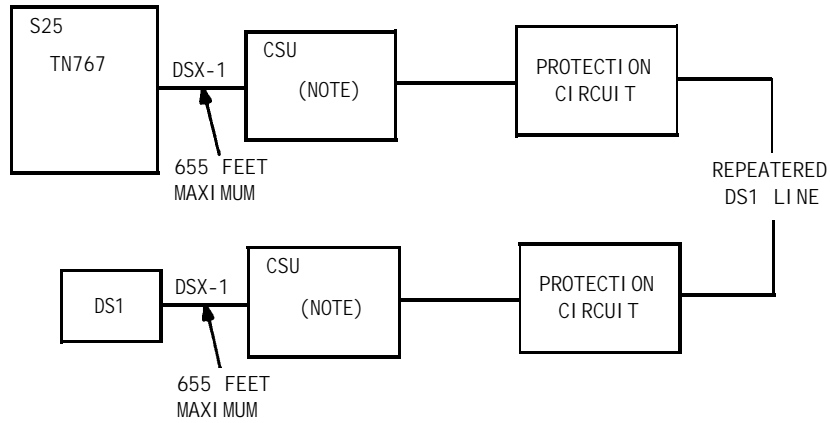 S25
TN767
DSX-1
CSU
(NOTE)
PROTECTION
CIRCUIT
655 FEET
MAXIMUM
REPEATERED
DS1 LINE
DS1
DSX-1
CSU
(NOTE)
PROTECTION
CIRCUIT
655 FEET
MAXIMUM